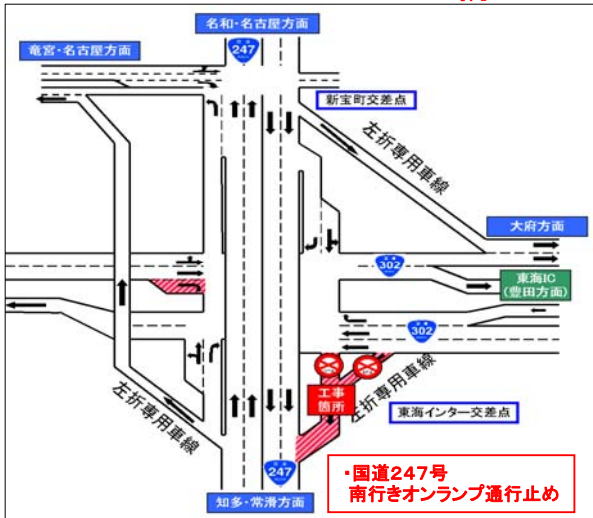 名和・名古屋方面
247
竜宮・名古屋方面
新宝町交差点
左折専用車線
大府方面
302
東海IC
(豊田方面)
302
工事
箇所
左折専用車線
東海インター交差点
左折専用車線
247
知多・常滑方面
・国道247号
南行きオンランプ通行止め